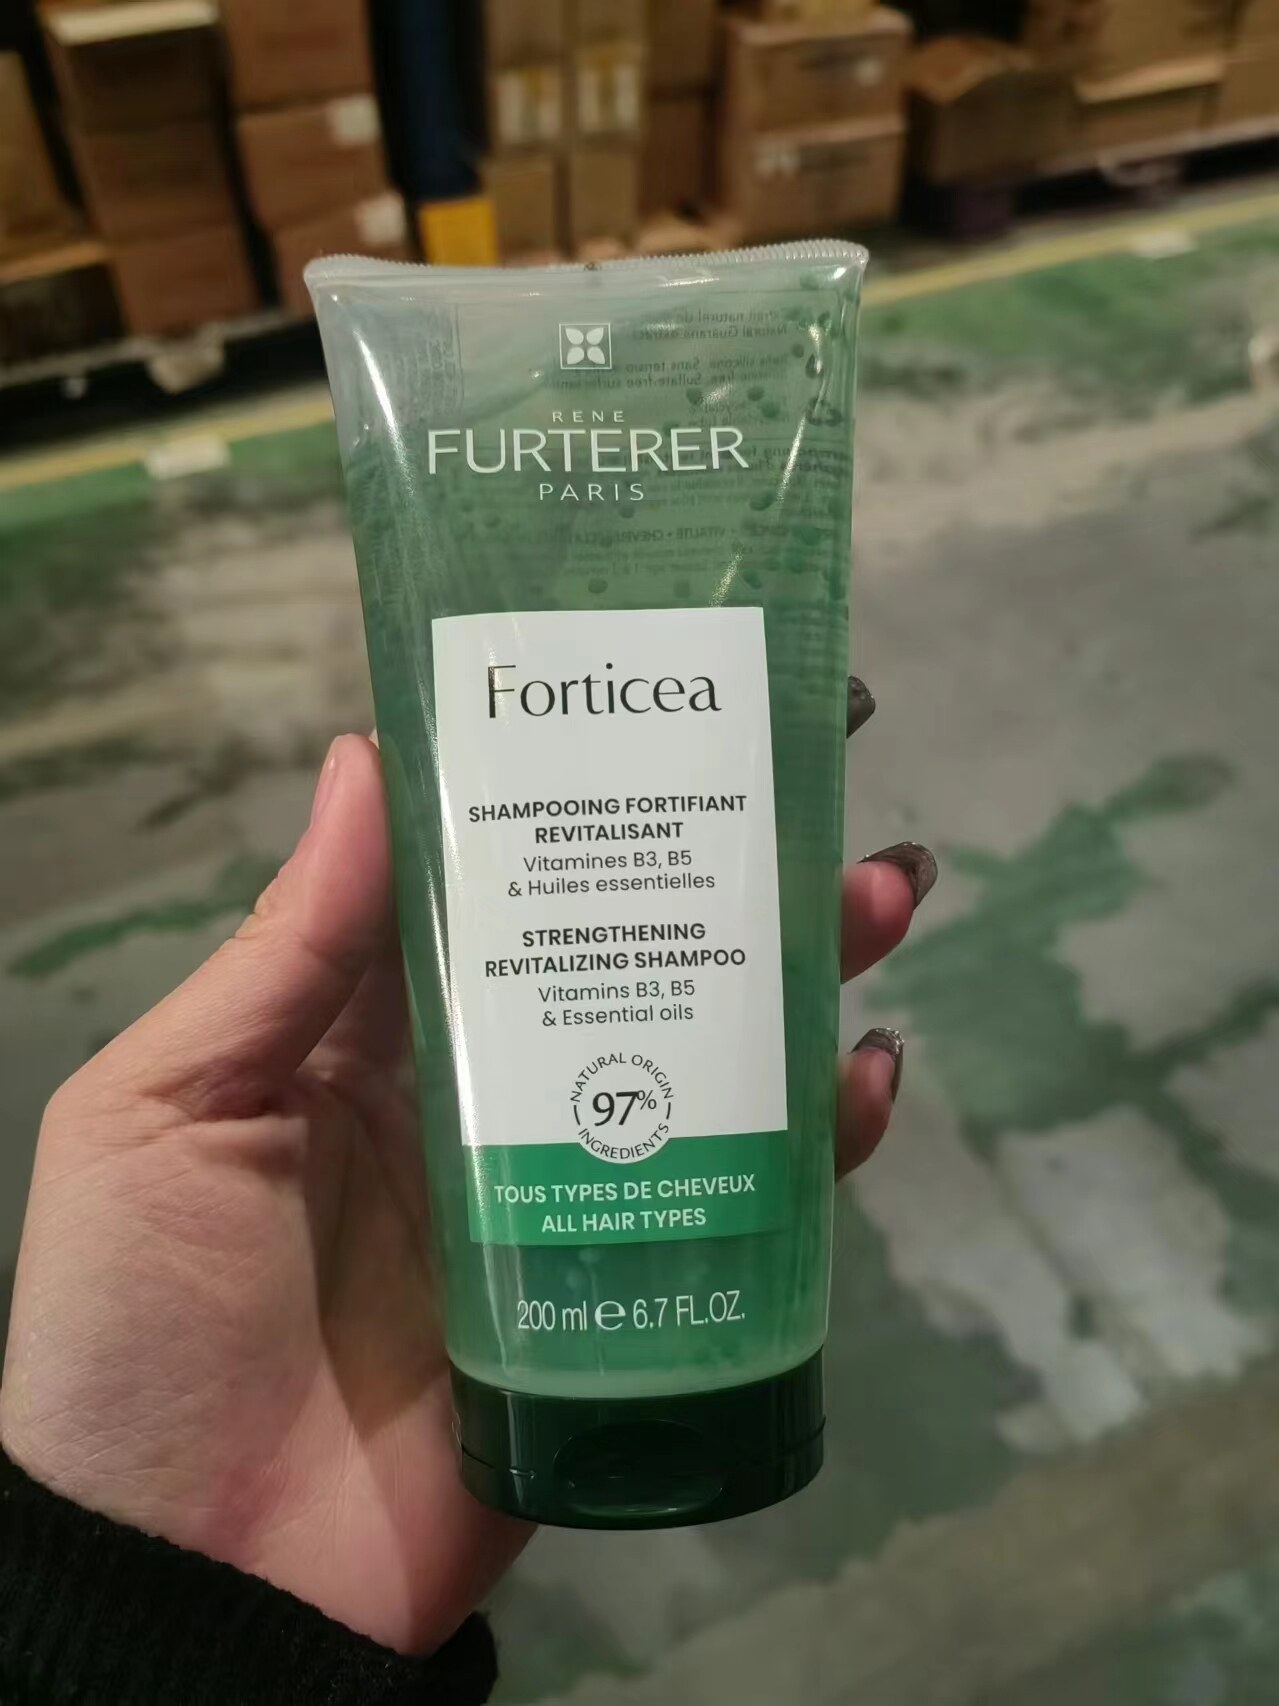 RENE
FURTERER
PARIS
Forticea
SHAMPOOING FORTIFIANT
REVITALISANT
Vitamines B3, B5
& Huiles essentielles
STRENGTHENING
REVITALIZING SHAMPOO
Vitamins B3, B5
& Essential oils
NATURAL ORIGIN
97%
INGREDIENTS
TOUS TYPES DE CHEVEUX
ALL HAIR TYPES
200 ml ℮ 6.7 FL.OZ.